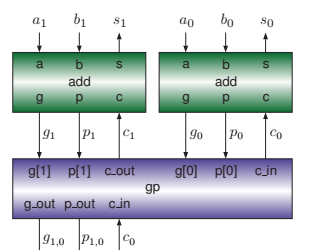 a₁ b₁ s₁ a₀ b₀ s₀
a b s a b s
add add
g p c g p c
g₁ p₁ c₁ g₀ p₀ c₀
g[1] p[1] c_out g[0] p[0] c_in
gp
g_out p_out c_in
g₁,₀ p₁,₀ c₀